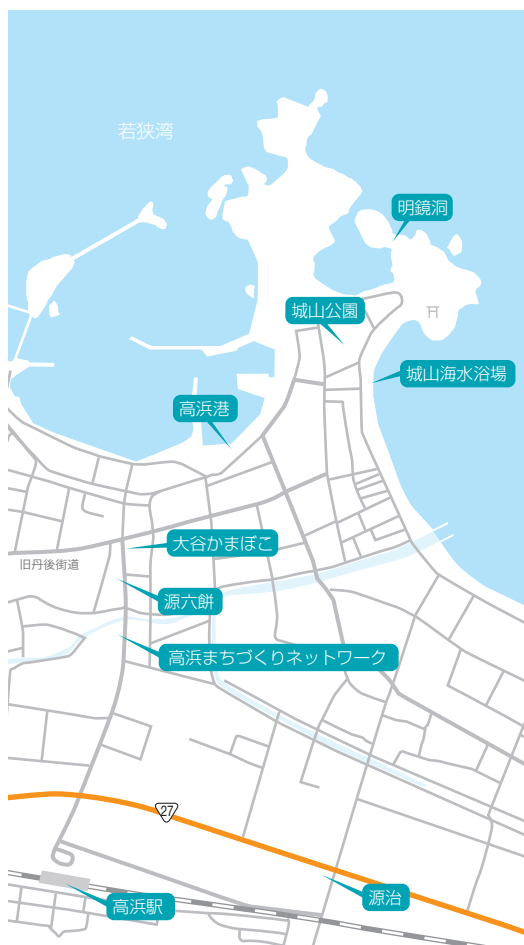 若狭湾
明鏡洞
城山公園
城山海水浴場
高浜港
大谷かまぼこ
旧丹後街道
源六餅
高浜まちづくりネットワーク
27
源治
高浜駅